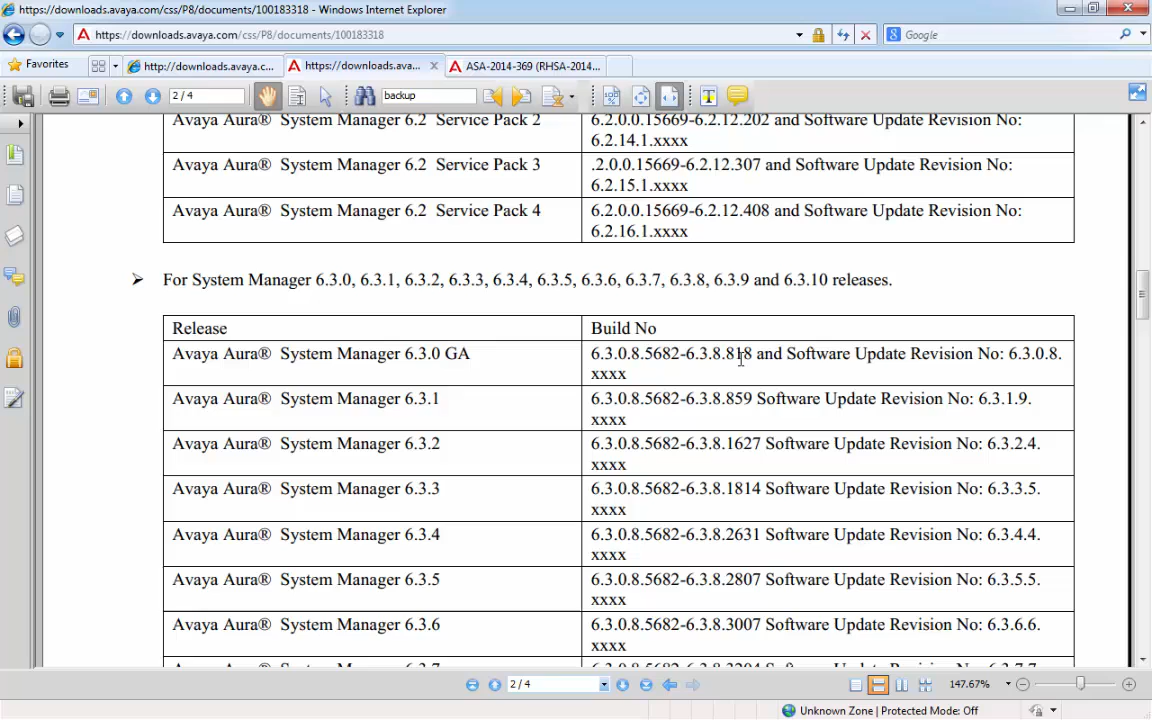 https://downloads.avaya.com/css/P8/documents/100183318 - Windows Internet Explorer
https://downloads.avaya.com/css/P8/documents/100183318
Google
Favorites
http://downloads.avaya.c...
https://downloads.ava...
ASA-2014-369 (RHSA-2014...
2 / 4
backup
Avaya Aura® System Manager 6.2 Service Pack 2
6.2.0.0.15669-6.2.12.202 and Software Update Revision No:
6.2.14.1.xxxx
Avaya Aura® System Manager 6.2 Service Pack 3
.2.0.0.15669-6.2.12.307 and Software Update Revision No:
6.2.15.1.xxxx
Avaya Aura® System Manager 6.2 Service Pack 4
6.2.0.0.15669-6.2.12.408 and Software Update Revision No:
6.2.16.1.xxxx
➢ For System Manager 6.3.0, 6.3.1, 6.3.2, 6.3.3, 6.3.4, 6.3.5, 6.3.6, 6.3.7, 6.3.8, 6.3.9 and 6.3.10 releases.
Release
Build No
Avaya Aura® System Manager 6.3.0 GA
6.3.0.8.5682-6.3.8.818 and Software Update Revision No: 6.3.0.8.
xxxx
Avaya Aura® System Manager 6.3.1
6.3.0.8.5682-6.3.8.859 Software Update Revision No: 6.3.1.9.
xxxx
Avaya Aura® System Manager 6.3.2
6.3.0.8.5682-6.3.8.1627 Software Update Revision No: 6.3.2.4.
xxxx
Avaya Aura® System Manager 6.3.3
6.3.0.8.5682-6.3.8.1814 Software Update Revision No: 6.3.3.5.
xxxx
Avaya Aura® System Manager 6.3.4
6.3.0.8.5682-6.3.8.2631 Software Update Revision No: 6.3.4.4.
xxxx
Avaya Aura® System Manager 6.3.5
6.3.0.8.5682-6.3.8.2807 Software Update Revision No: 6.3.5.5.
xxxx
Avaya Aura® System Manager 6.3.6
6.3.0.8.5682-6.3.8.3007 Software Update Revision No: 6.3.6.6.
xxxx
2 / 4
147.67%
Unknown Zone | Protected Mode: Off